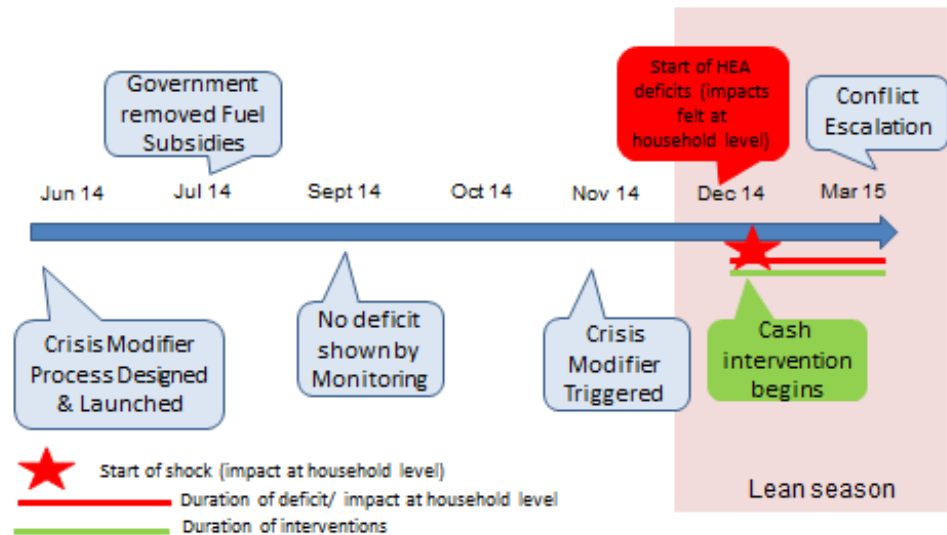 Government
removed Fuel
Subsidies
Start of HEA
deficits (impacts
felt at
household level)
Conflict
Escalation
Jun 14
Jul 14
Sept 14
Oct 14
Nov 14
Dec 14
Mar 15
Crisis Modifier
Process Designed
& Launched
No deficit
shown by
Monitoring
Crisis
Modifier
Triggered
Cash
intervention
begins
Start of shock (impact at household level)
Duration of deficit/ impact at household level
Duration of interventions
Lean season